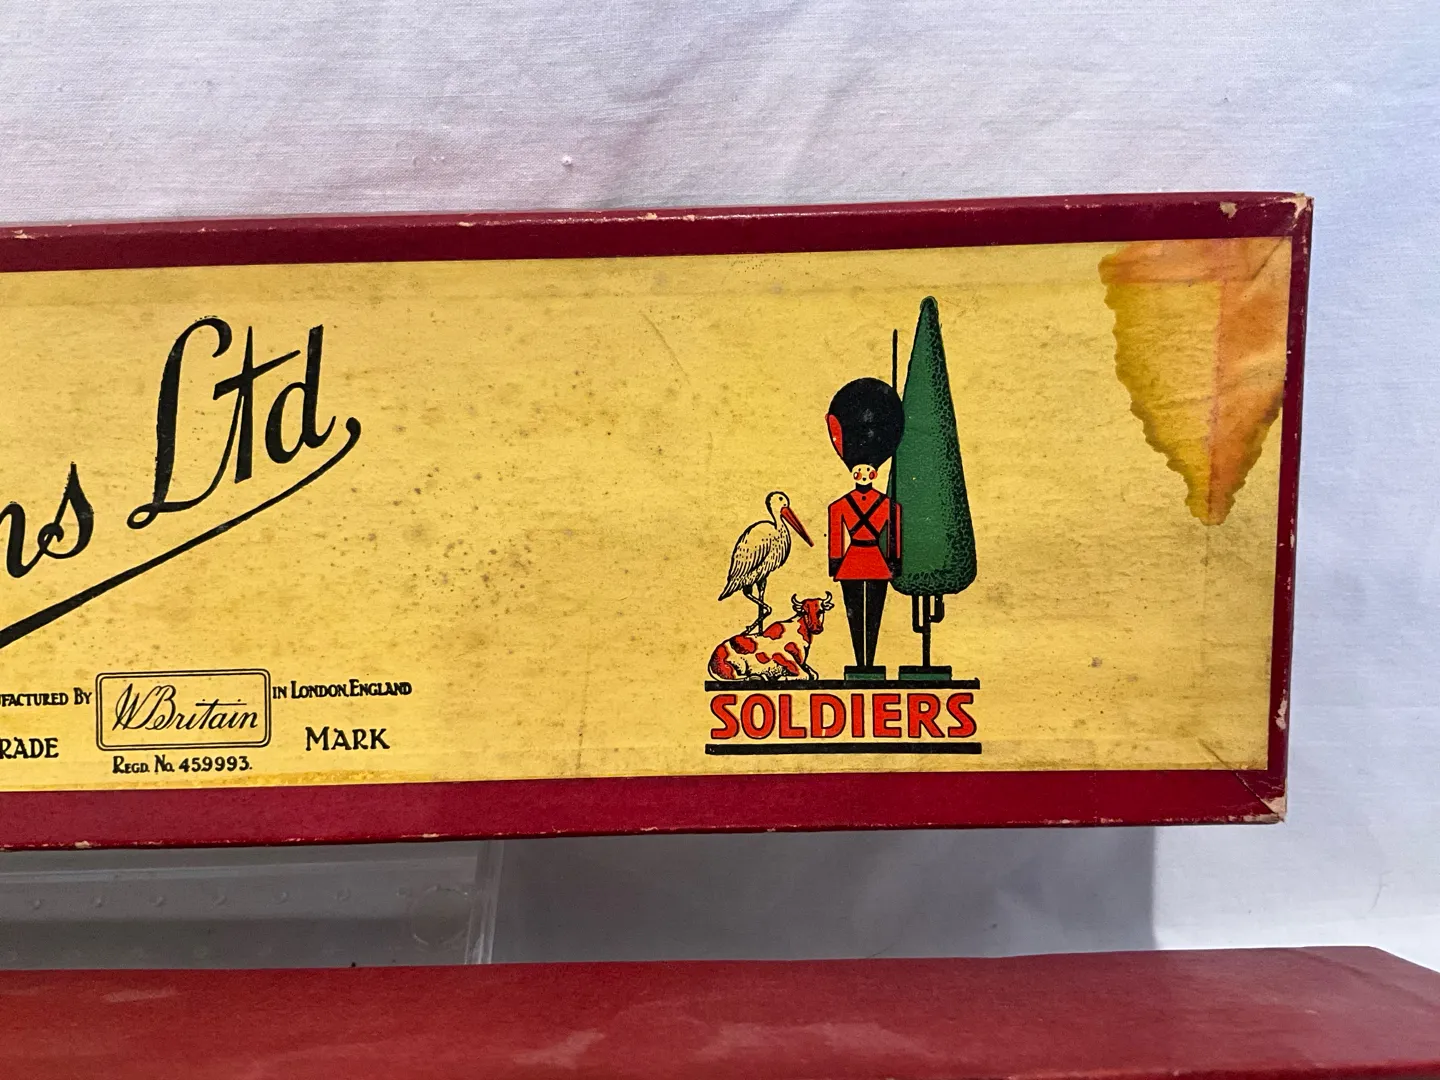 ns Ltd
UFACTURED BY W Britain IN LONDON, ENGLAND
RADE MARK
REGD. No. 459993.
SOLDIERS